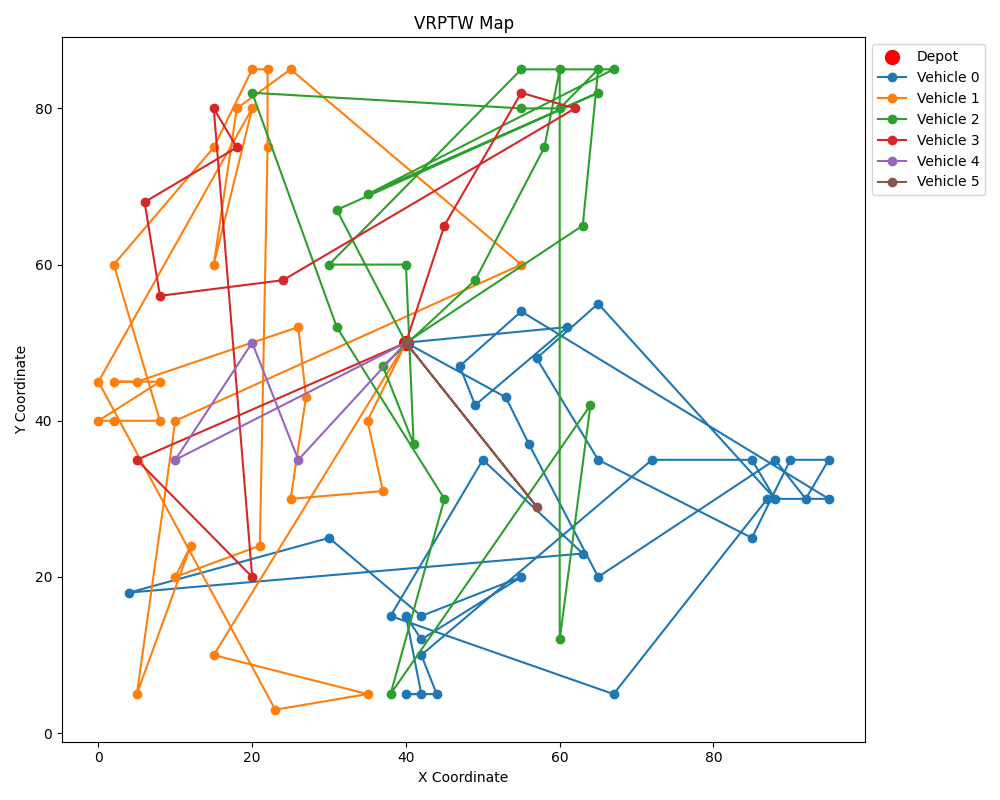 VRPTW Map
Depot
Vehicle 0
Vehicle 1
Vehicle 2
Vehicle 3
Vehicle 4
Vehicle 5
Y Coordinate
80
60
40
20
0
0 20 40 60 80
X Coordinate